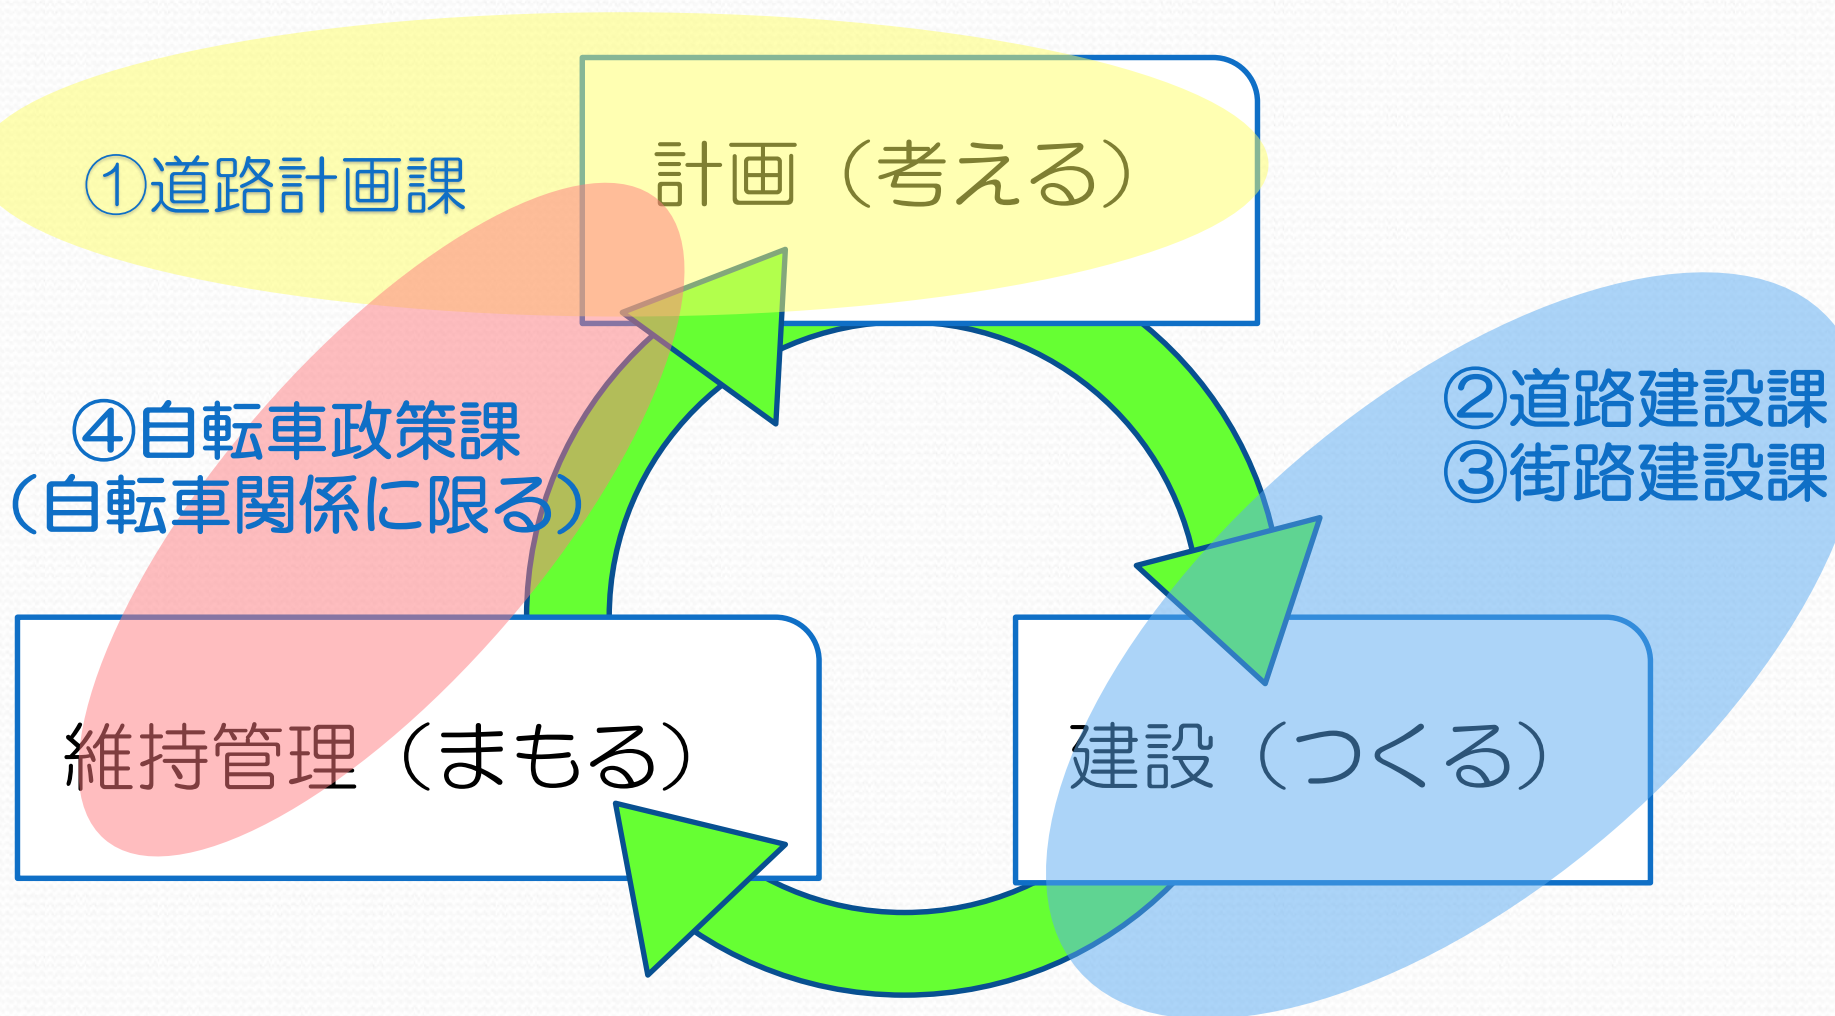 ①道路計画課
計画（考える）
②道路建設課
③街路建設課
④自転車政策課
（自転車関係に限る）
維持管理（まもる）
建設（つくる）